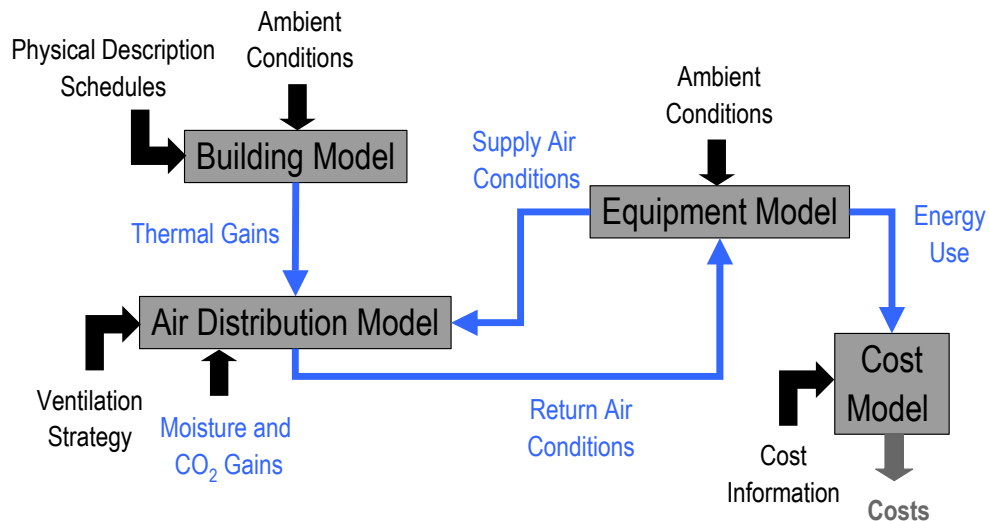 Ambient
Conditions
Physical Description
Schedules
Building Model
Thermal Gains
Supply Air
Conditions
Ambient
Conditions
Equipment Model
Energy
Use
Air Distribution Model
Ventilation
Strategy
Moisture and
CO₂ Gains
Return Air
Conditions
Cost
Model
Cost
Information
Costs